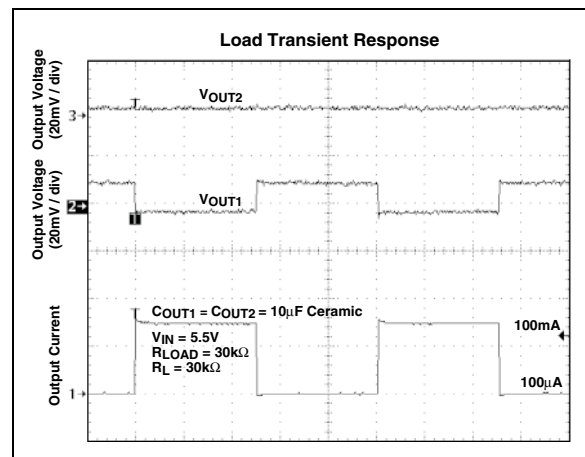 Load Transient Response
Output Voltage
(20mV / div)
3
T
VOUT2
Output Voltage
(20mV / div)
2
T
VOUT1
Output Current
1
T
COUT1 = COUT2 = 10μF Ceramic
VIN = 5.5V
RLOAD = 30kΩ
RL = 30kΩ
100mA
100μA